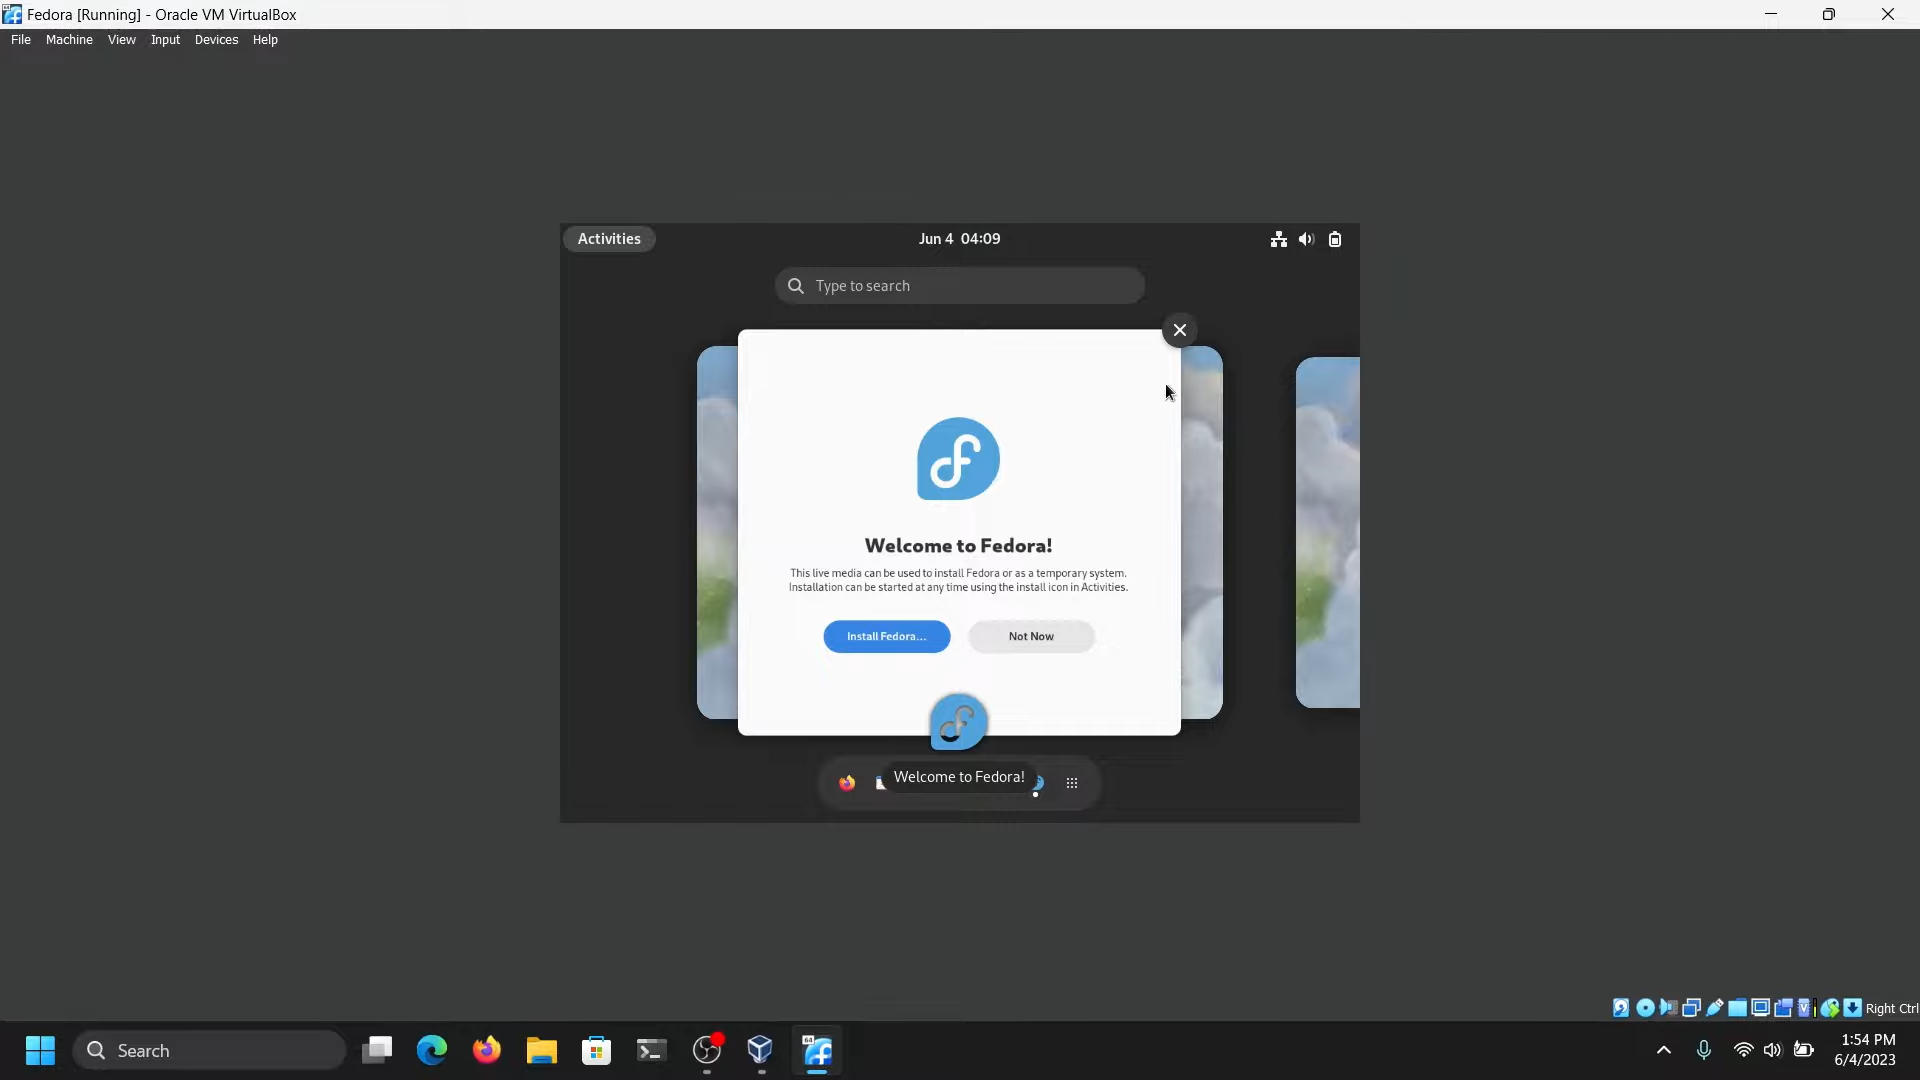 Fedora [Running] - Oracle VM VirtualBox
File Machine View Input Devices Help
Activities
Jun 4 04:09
Type to search
Welcome to Fedora!
This live media can be used to install Fedora or as a temporary system.
Installation can be started at any time using the install icon in Activities.
Install Fedora...
Not Now
Welcome to Fedora!
Right Ctrl
Search
64
1:54 PM
6/4/2023